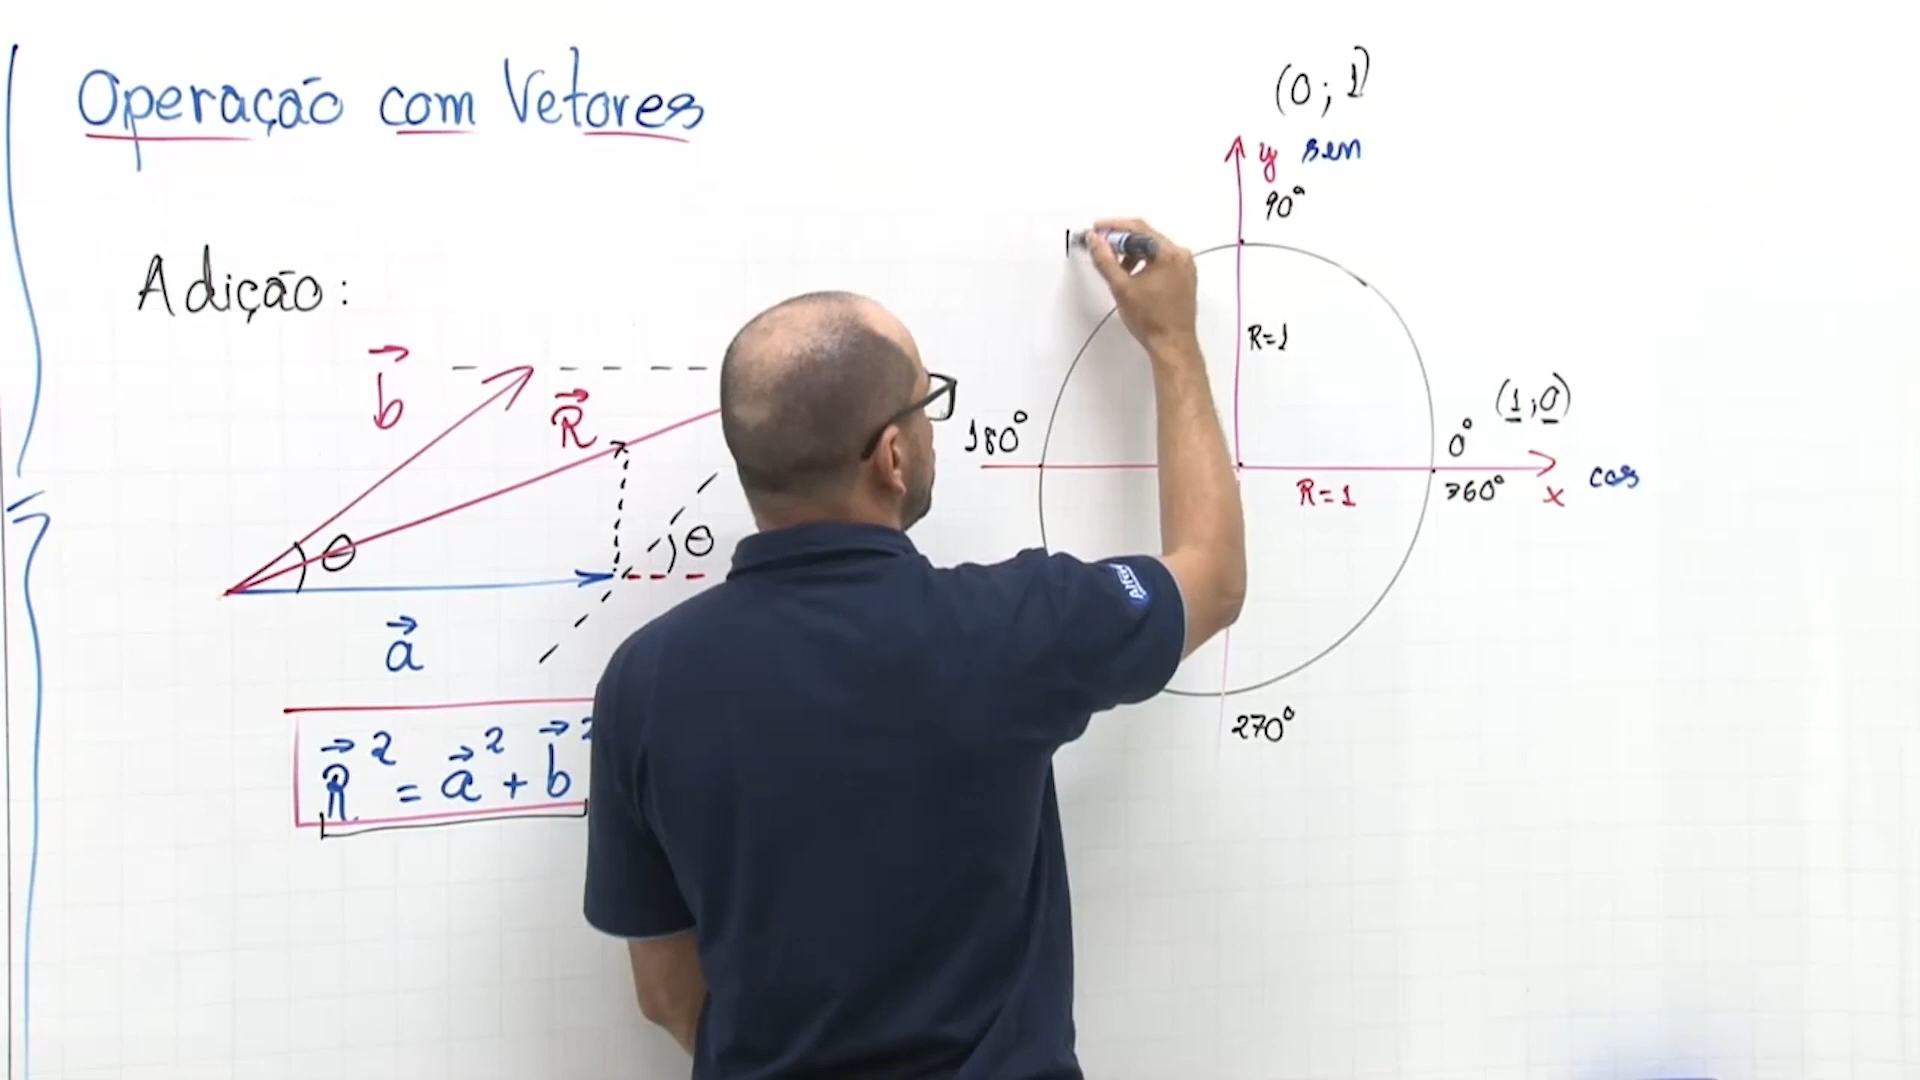 Operação com Vetores
Adição:
b
R
θ
θ
a
R² = a² + b²
(0; 1)
y sen
90°
R=1
180°
(1;0)
0°
360°
R=1
x cos
270°